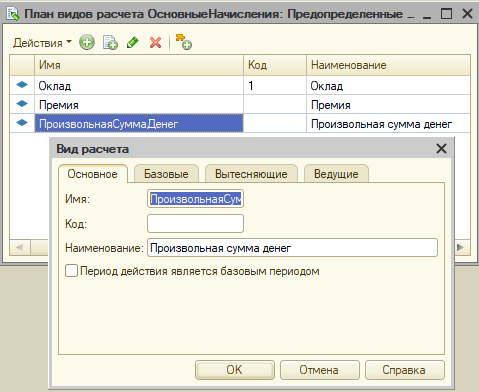 План видов расчета ОсновныеНачисления: Предопределенные ...
Действия
Имя Код Наименование
Оклад 1 Оклад
Премия Премия
ПроизвольнаяСуммаДенег Произвольная сумма денег
Вид расчета
Основное Базовые Вытесняющие Ведущие
Имя: ПроизвольнаяСум
Код:
Наименование: Произвольная сумма денег
Период действия является базовым периодом
OK Отмена Справка